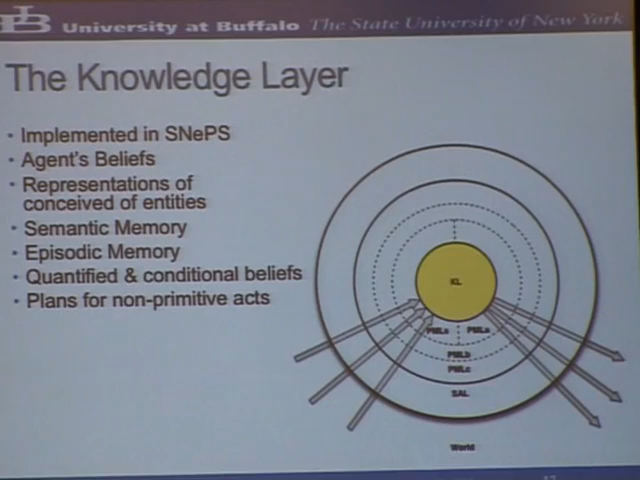 UB University at Buffalo The State University of New York
The Knowledge Layer
• Implemented in SNePS
• Agent's Beliefs
• Representations of
conceived of entities
• Semantic Memory
• Episodic Memory
• Quantified & conditional beliefs
• Plans for non-primitive acts
KL
PMLs PMLa
PMLb
PMLc
SAL
World